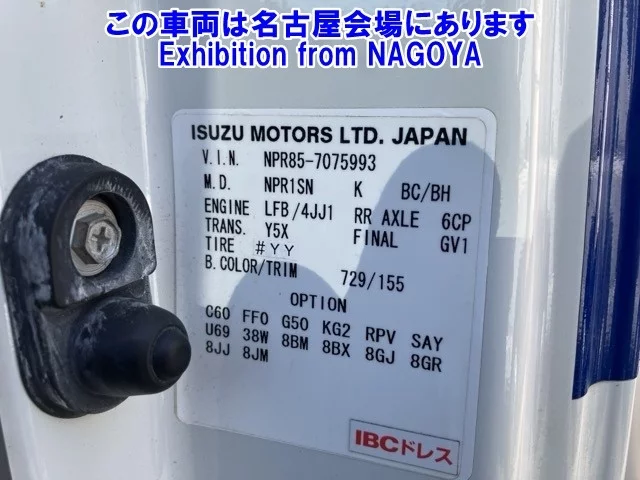 この車両は名古屋会場にあります
Exhibition from NAGOYA
ISUZU MOTORS LTD. JAPAN
V.I.N. NPR85-7075993
M.D. NPR1SN K BC/BH
ENGINE LFB/4JJ1 RR AXLE 6CP
TRANS. Y5X FINAL GV1
TIRE #YY
B.COLOR/TRIM 729/155
OPTION
C60 FF0 G50 KG2 RPV SAY
U69 38W 8BM 8BX 8GJ 8GR
8JJ 8JM
IBCドレス